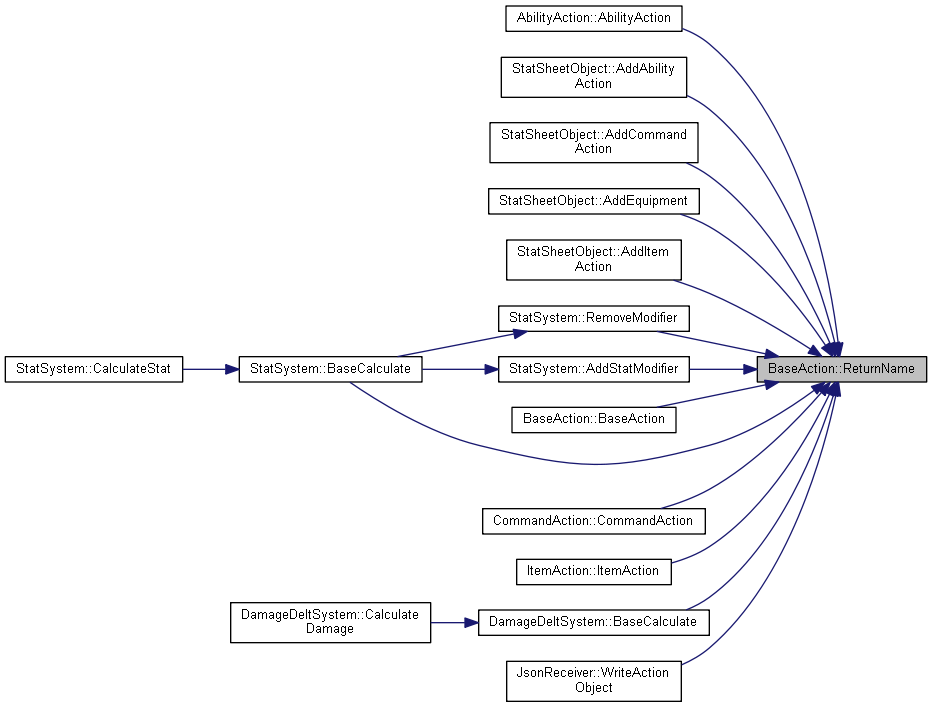 AbilityAction::AbilityAction
StatSheetObject::AddAbility
Action
StatSheetObject::AddCommand
Action
StatSheetObject::AddEquipment
StatSheetObject::AddItem
Action
StatSystem::RemoveModifier
StatSystem::CalculateStat
StatSystem::BaseCalculate
StatSystem::AddStatModifier
BaseAction::ReturnName
BaseAction::BaseAction
CommandAction::CommandAction
ItemAction::ItemAction
DamageDeltSystem::Calculate
Damage
DamageDeltSystem::BaseCalculate
JsonReceiver::WriteAction
Object